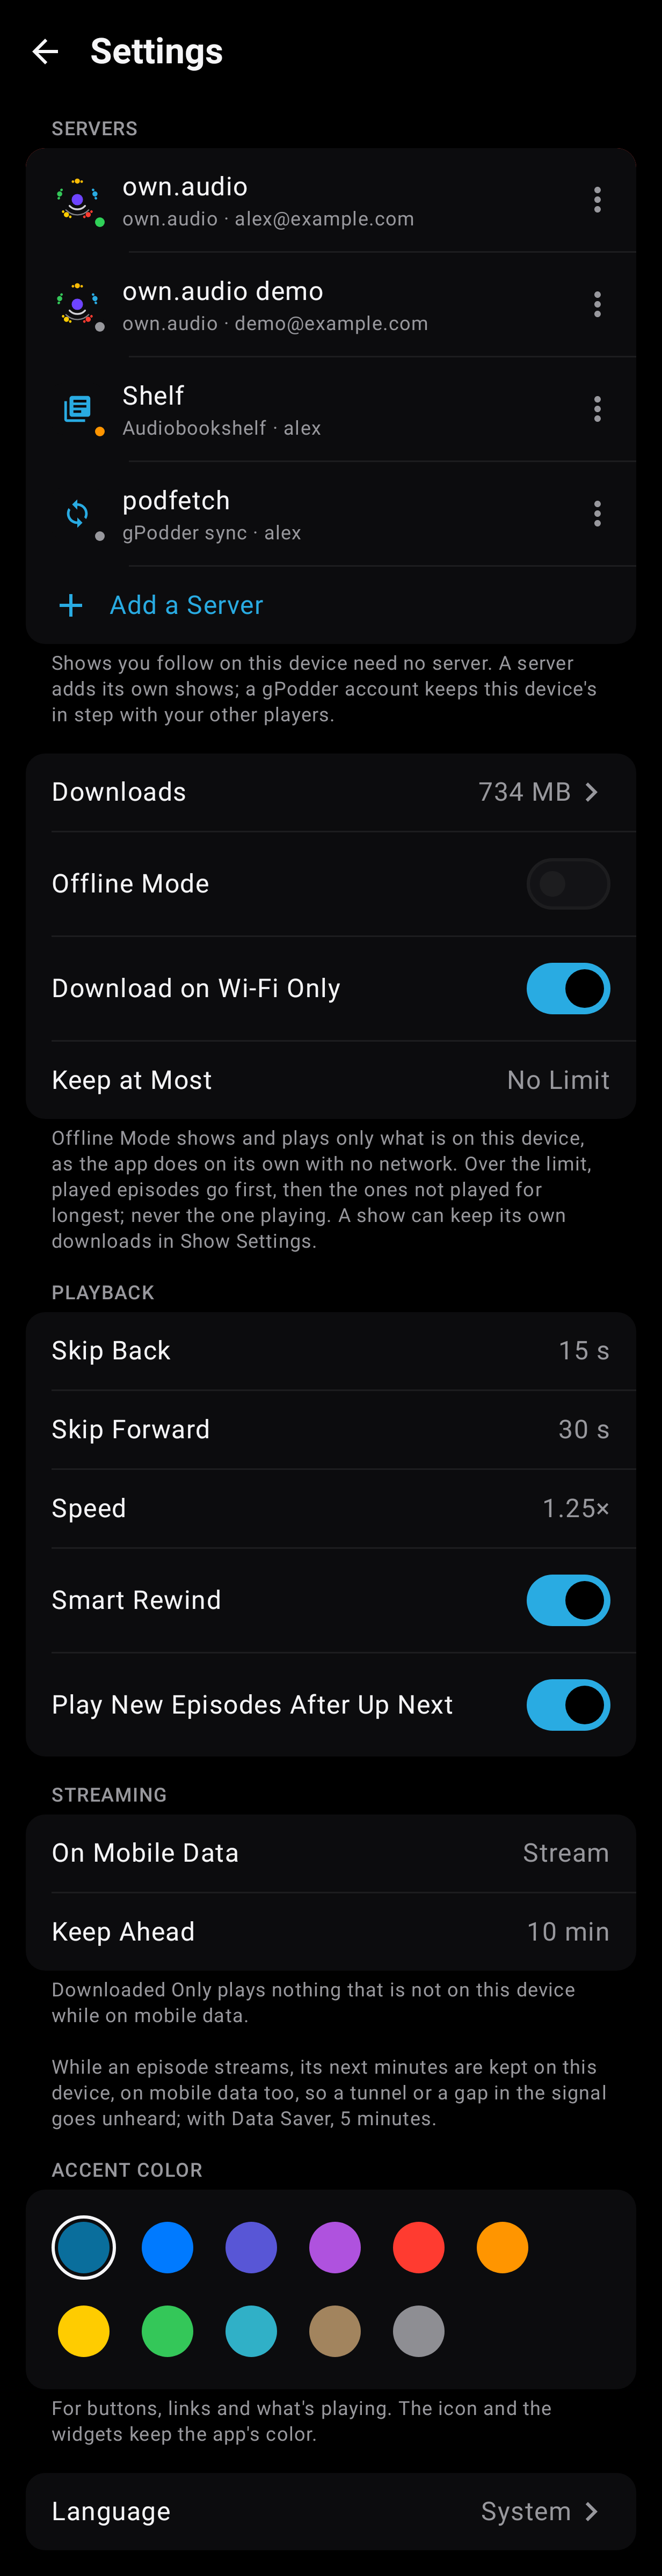 Settings
SERVERS
own.audio
own.audio · alex@example.com
own.audio demo
own.audio · demo@example.com
Shelf
Audiobookshelf · alex
podfetch
gPodder sync · alex
Add a Server
Shows you follow on this device need no server. A server
adds its own shows; a gPodder account keeps this device's
in step with your other players.
Downloads 734 MB
Offline Mode
Download on Wi-Fi Only
Keep at Most No Limit
Offline Mode shows and plays only what is on this device,
as the app does on its own with no network. Over the limit,
played episodes go first, then the ones not played for
longest; never the one playing. A show can keep its own
downloads in Show Settings.
PLAYBACK
Skip Back 15 s
Skip Forward 30 s
Speed 1.25×
Smart Rewind
Play New Episodes After Up Next
STREAMING
On Mobile Data Stream
Keep Ahead 10 min
Downloaded Only plays nothing that is not on this device
while on mobile data.
While an episode streams, its next minutes are kept on this
device, on mobile data too, so a tunnel or a gap in the signal
goes unheard; with Data Saver, 5 minutes.
ACCENT COLOR
For buttons, links and what's playing. The icon and the
widgets keep the app's color.
Language System